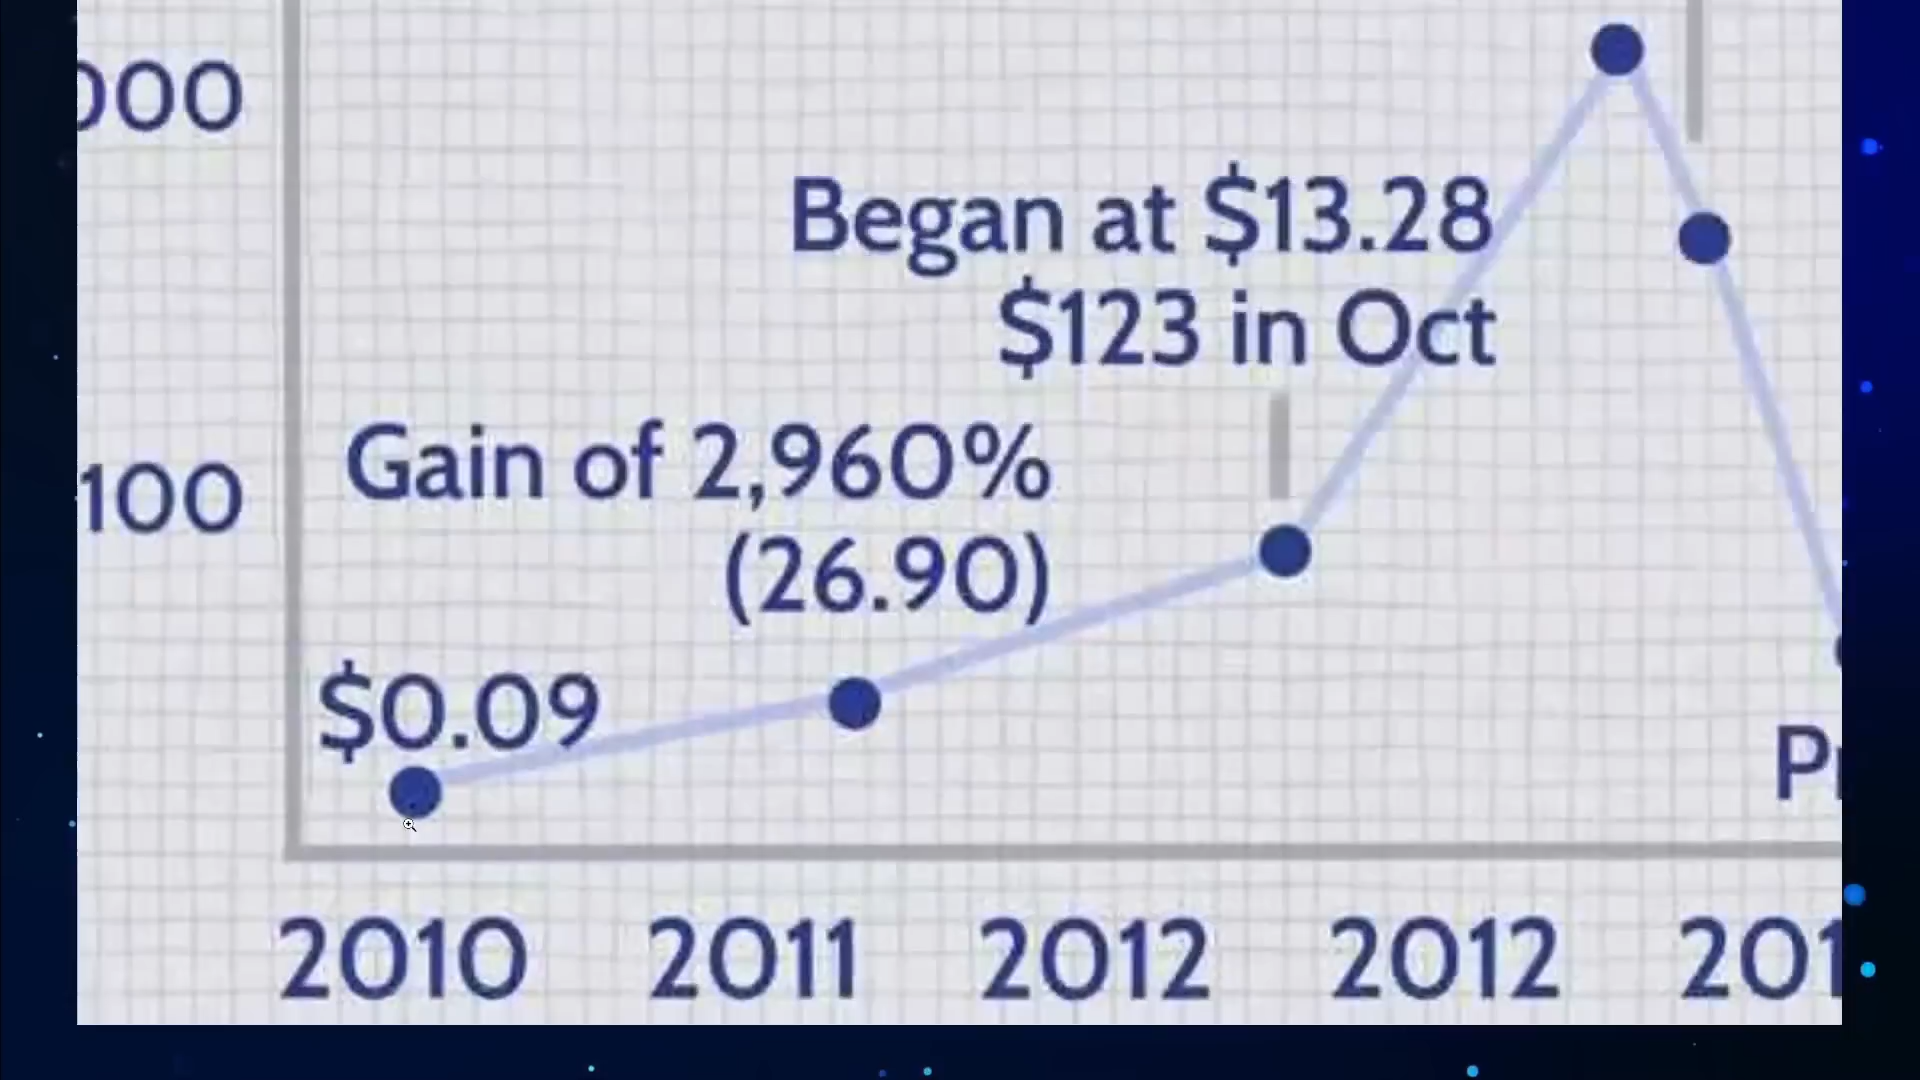 000
Began at $13.28
$123 in Oct
Gain of 2,960%
100
(26.90)
$0.09
2010 2011 2012 2012 201